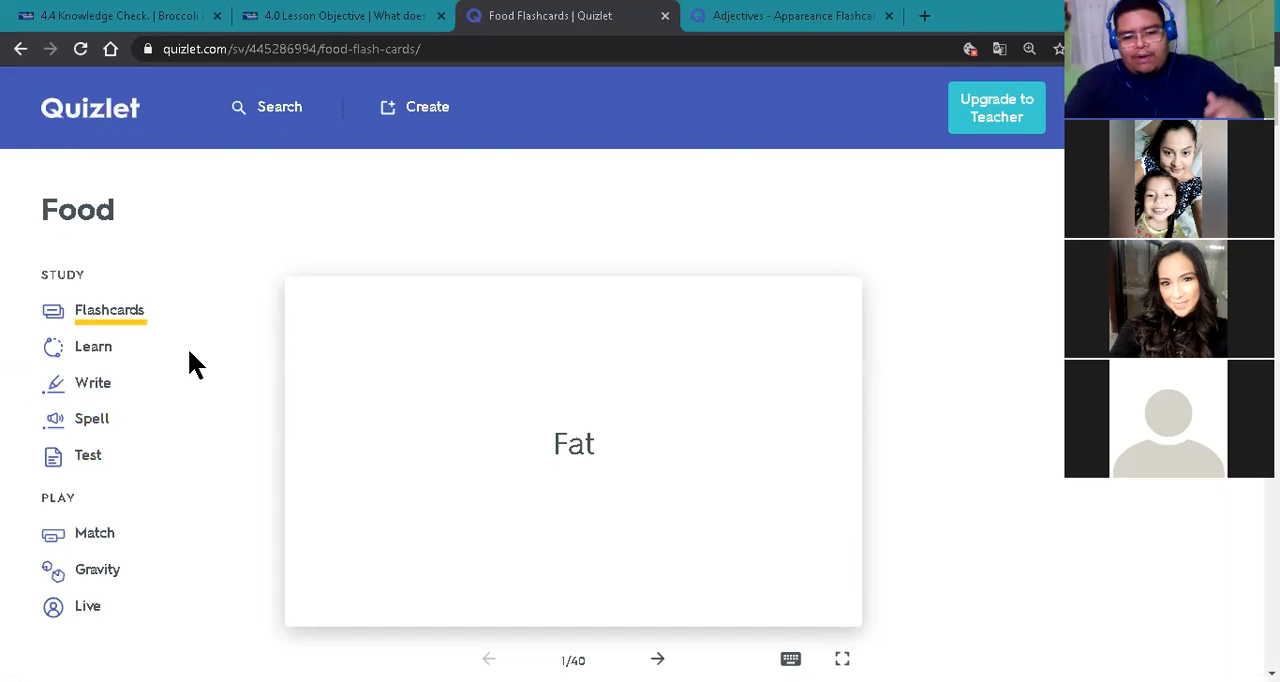 4.4 Knowledge Check. | Broccoli
4.0 Lesson Objective | What does
Food Flashcards | Quizlet
Adjectives - Appareance Flashca
quizlet.com/sv/445286994/food-flash-cards/
Quizlet
Search
Create
Upgrade to
Teacher
Food
STUDY
Flashcards
Learn
Write
Spell
Test
PLAY
Match
Gravity
Live
Fat
1/40